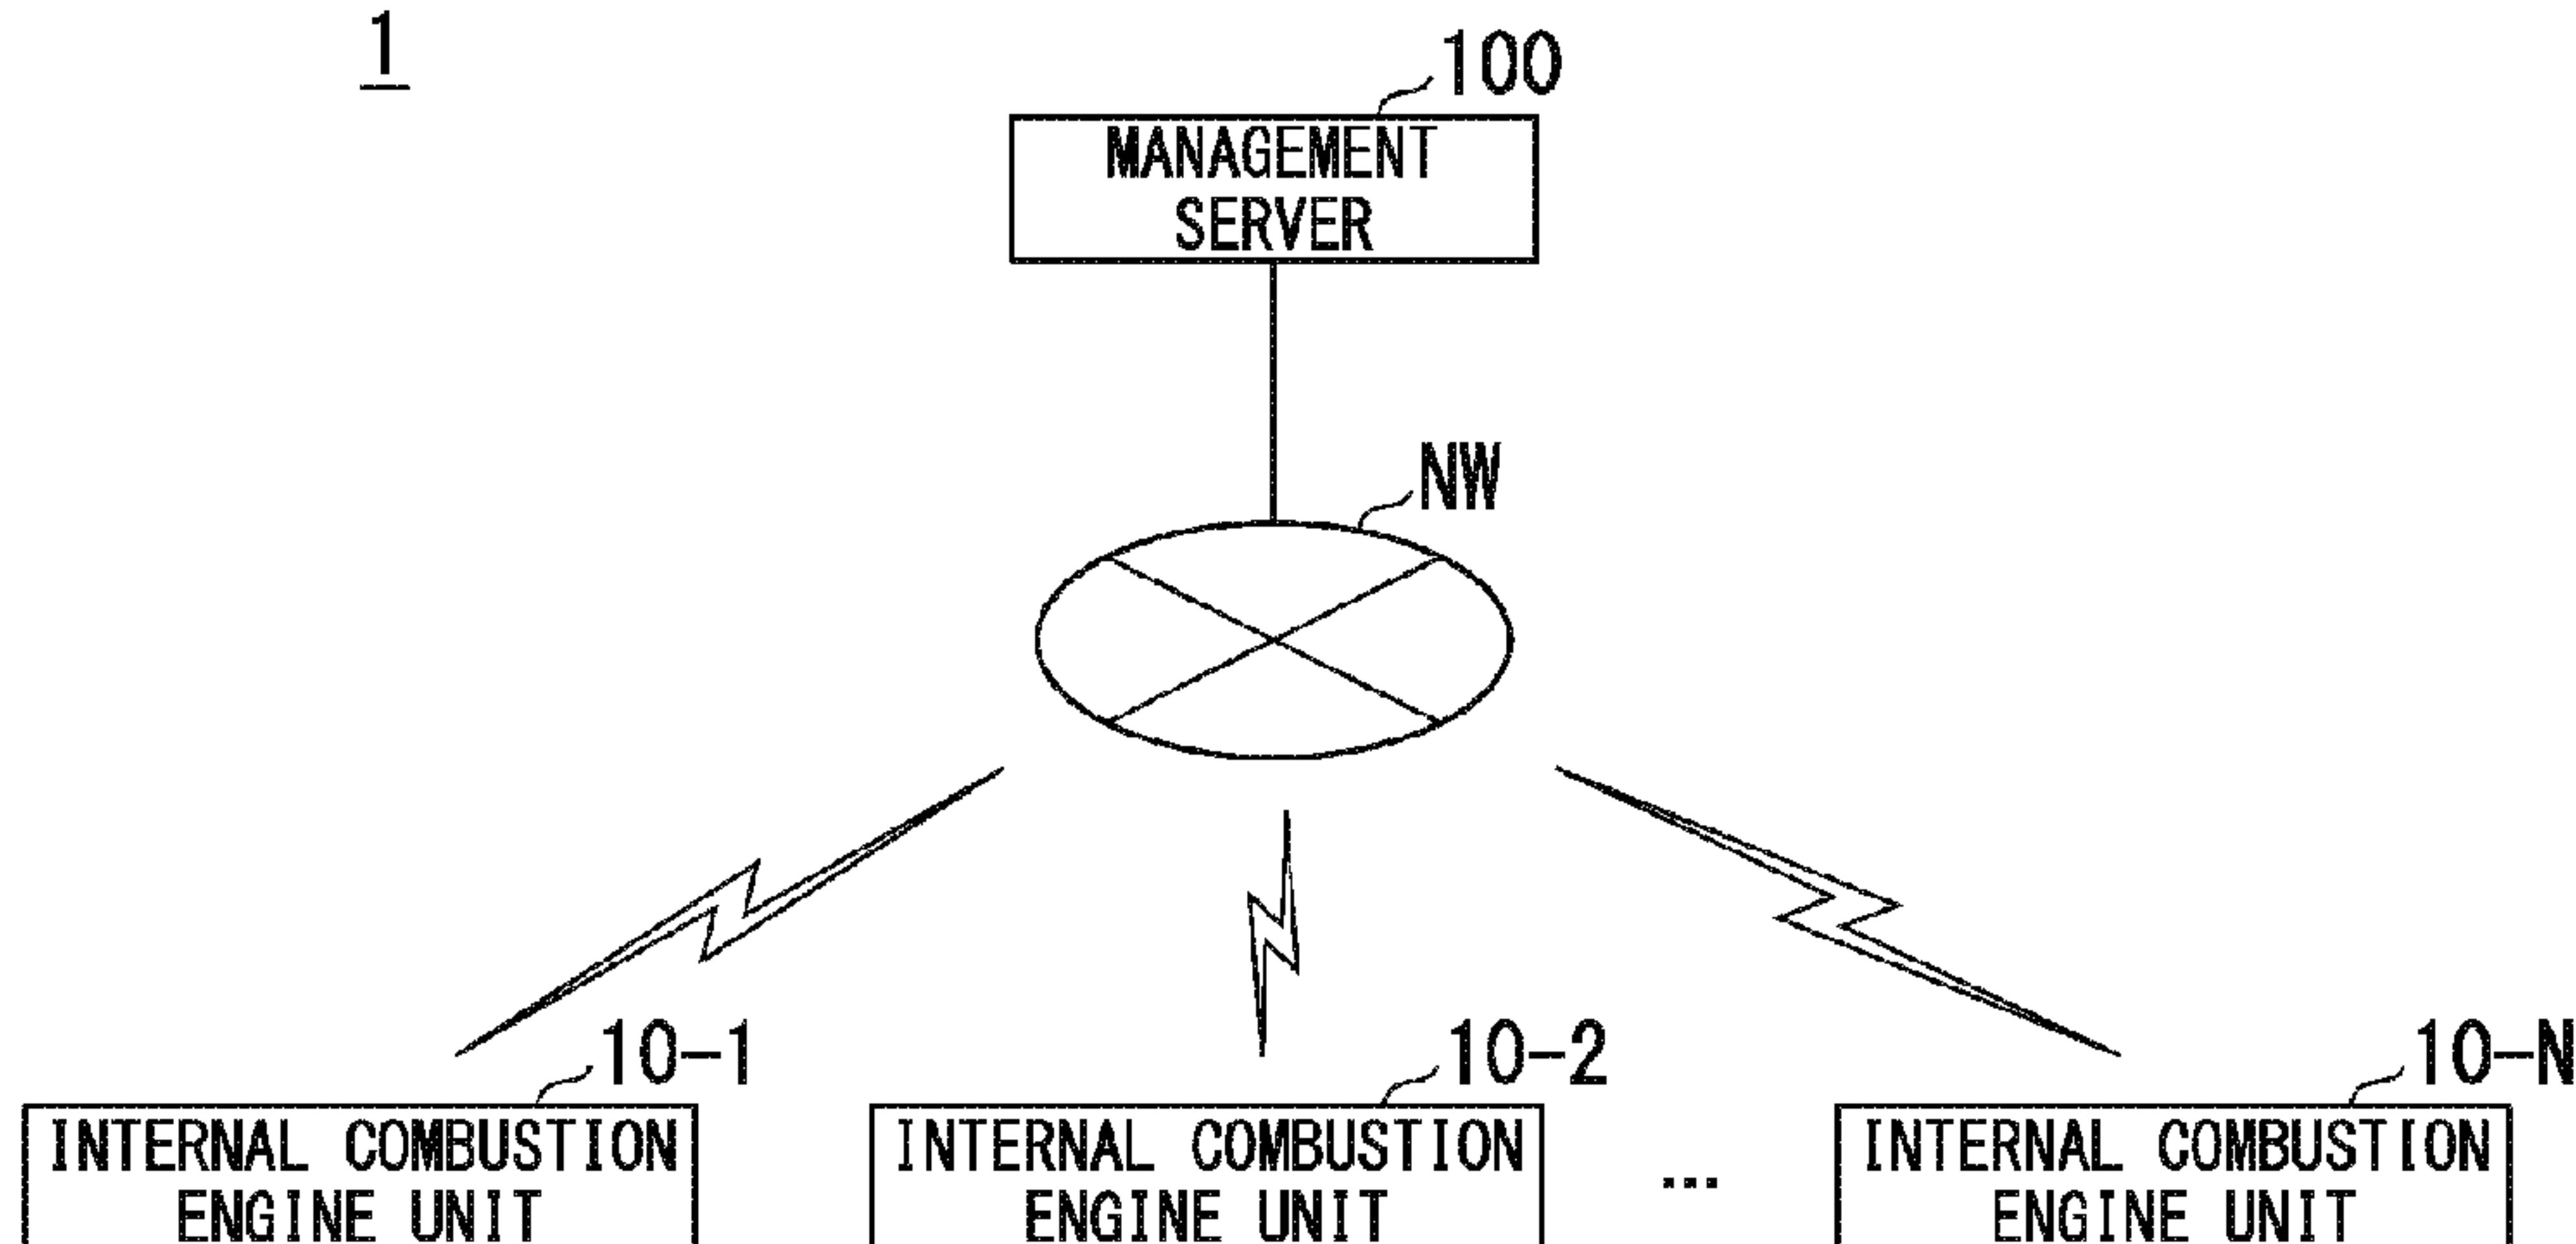 1
100
MANAGEMENT
SERVER
NW
10-1
10-2
10-N
INTERNAL COMBUSTION
ENGINE UNIT
INTERNAL COMBUSTION
ENGINE UNIT
...
INTERNAL COMBUSTION
ENGINE UNIT